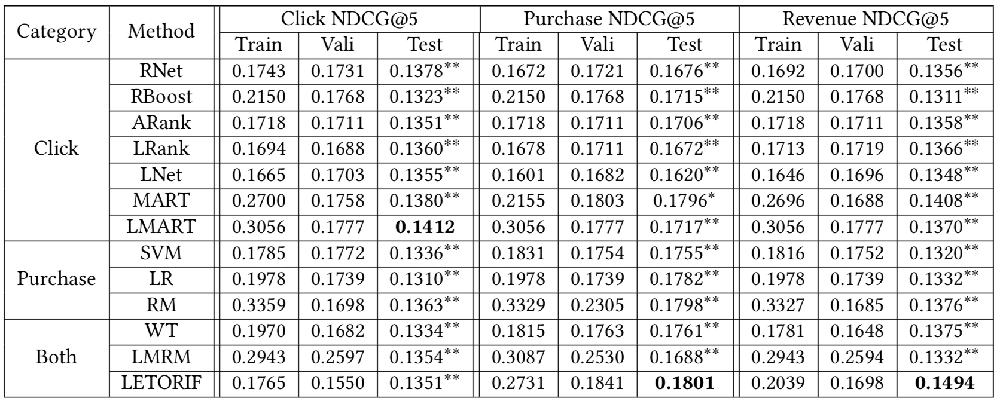 Category Method Click NDCG@5 Purchase NDCG@5 Revenue NDCG@5
Train Vali Test Train Vali Test Train Vali Test
RNet 0.1743 0.1731 0.1378** 0.1672 0.1721 0.1676** 0.1692 0.1700 0.1356**
RBoost 0.2150 0.1768 0.1323** 0.2150 0.1768 0.1715** 0.2150 0.1768 0.1311**
ARank 0.1718 0.1711 0.1351** 0.1718 0.1711 0.1706** 0.1718 0.1711 0.1358**
Click LRank 0.1694 0.1688 0.1360** 0.1678 0.1711 0.1672** 0.1713 0.1719 0.1366**
LNet 0.1665 0.1703 0.1355** 0.1601 0.1682 0.1620** 0.1646 0.1696 0.1348**
MART 0.2700 0.1758 0.1380** 0.2155 0.1803 0.1796* 0.2696 0.1688 0.1408**
LMART 0.3056 0.1777 0.1412 0.3056 0.1777 0.1717** 0.3056 0.1777 0.1370**
SVM 0.1785 0.1772 0.1336** 0.1831 0.1754 0.1755** 0.1816 0.1752 0.1320**
Purchase LR 0.1978 0.1739 0.1310** 0.1978 0.1739 0.1782** 0.1978 0.1739 0.1332**
RM 0.3359 0.1698 0.1363** 0.3329 0.2305 0.1798** 0.3327 0.1685 0.1376**
WT 0.1970 0.1682 0.1334** 0.1815 0.1763 0.1761** 0.1781 0.1648 0.1375**
Both LMRM 0.2943 0.2597 0.1354** 0.3087 0.2530 0.1688** 0.2943 0.2594 0.1332**
LETORIF 0.1765 0.1550 0.1351** 0.2731 0.1841 0.1801 0.2039 0.1698 0.1494